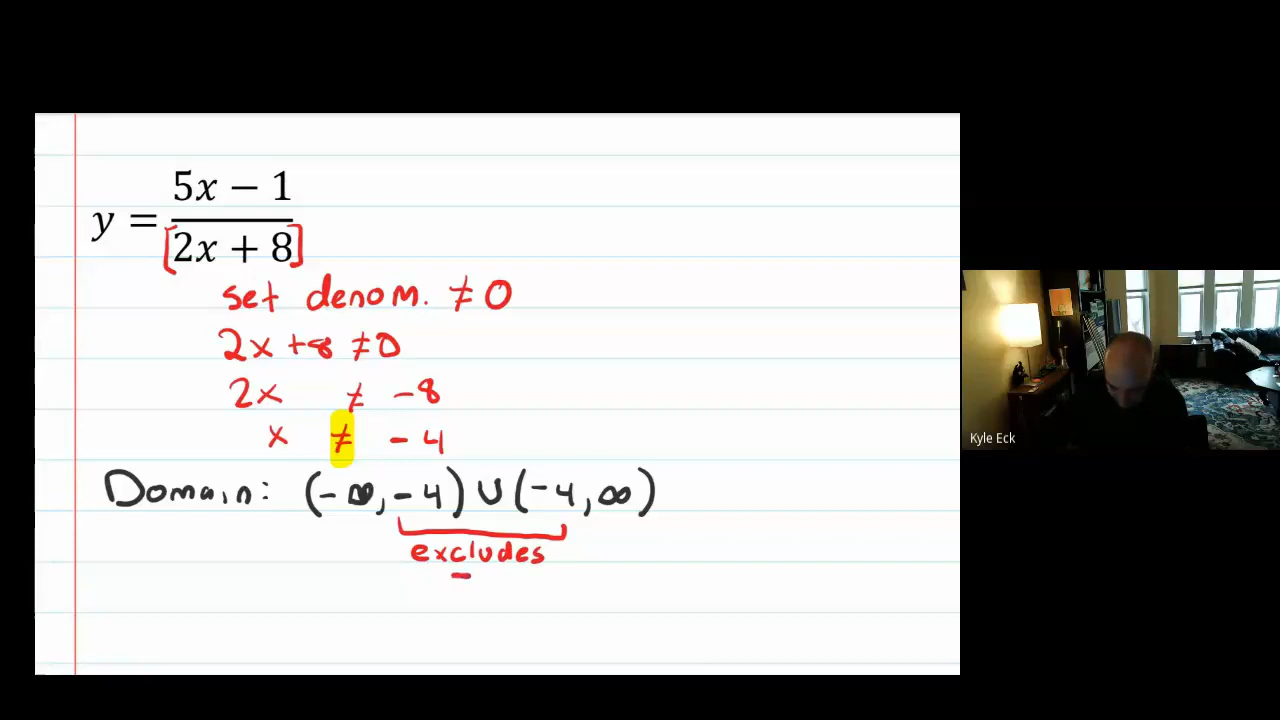 y = (5x − 1)/[2x + 8]
set denom. ≠ 0
2x + 8 ≠ 0
2x ≠ -8
x ≠ -4
Domain: (-∞, -4) ∪ (-4, ∞)
excludes
Kyle Eck